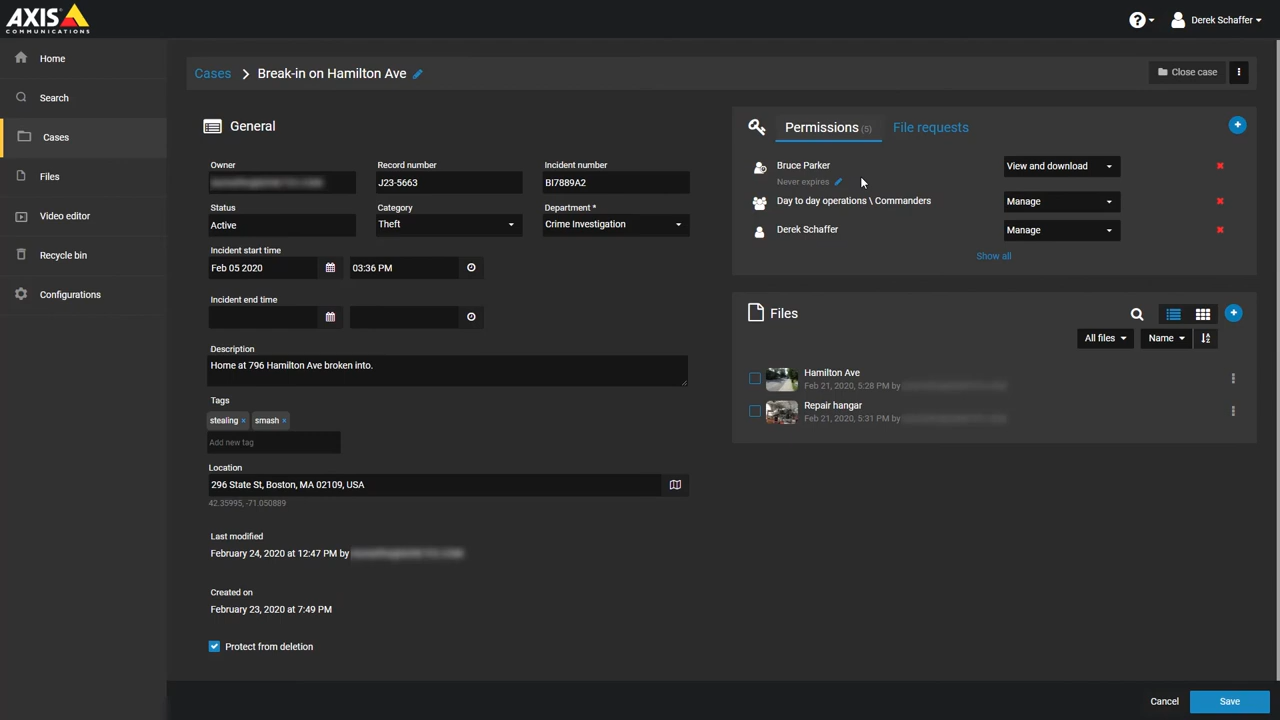 AXIS
COMMUNICATIONS
Derek Schaffer
Home
Search
Cases
Files
Video editor
Recycle bin
Configurations
Cases > Break-in on Hamilton Ave
Close case
General
Owner
Record number
J23-5663
Incident number
BI7889A2
Status
Active
Category
Theft
Department *
Crime Investigation
Incident start time
Feb 05 2020
03:36 PM
Incident end time
Description
Home at 796 Hamilton Ave broken into.
Tags
stealing × smash ×
Add new tag
Location
296 State St, Boston, MA 02109, USA
42.35995, -71.050889
Last modified
February 24, 2020 at 12:47 PM by
Created on
February 23, 2020 at 7:49 PM
Protect from deletion
Permissions (5)
File requests
Bruce Parker
Never expires
View and download
Day to day operations \ Commanders
Manage
Derek Schaffer
Manage
Show all
Files
All files
Name
Hamilton Ave
Feb 21, 2020, 5:28 PM by
Repair hangar
Feb 21, 2020, 5:31 PM by
Cancel
Save